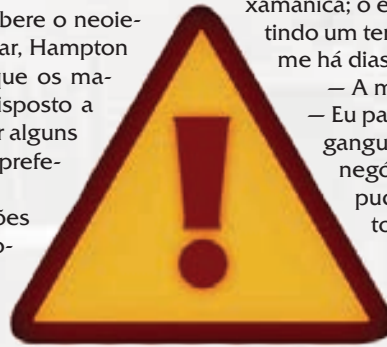 bere o neoie-
ar, Hampton
que os ma-
isposto a
r alguns
prefe-
ões
xamânica; o e
tindo um ter
me há dias
— A m
— Eu pa
gangu
negó
puc
to
!